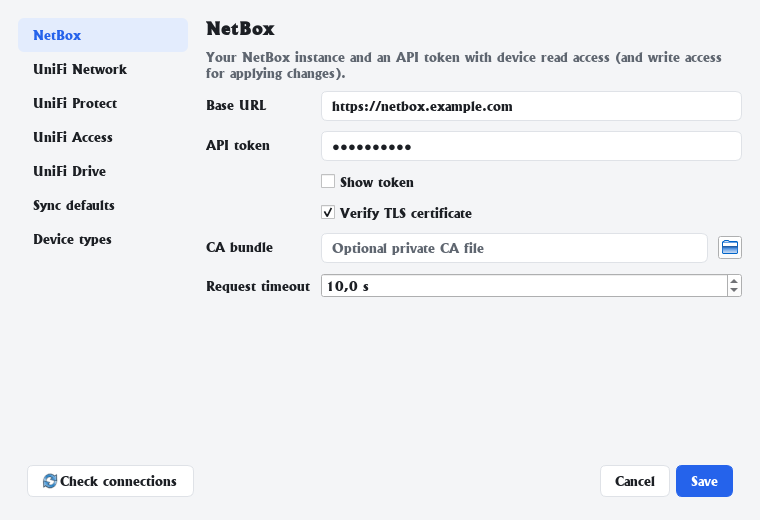 NetBox
UniFi Network
UniFi Protect
UniFi Access
UniFi Drive
Sync defaults
Device types
NetBox
Your NetBox instance and an API token with device read access (and write access
for applying changes).
Base URL
https://netbox.example.com
API token
●●●●●●●●●●
Show token
Verify TLS certificate
CA bundle
Optional private CA file
Request timeout
10,0 s
Check connections
Cancel
Save